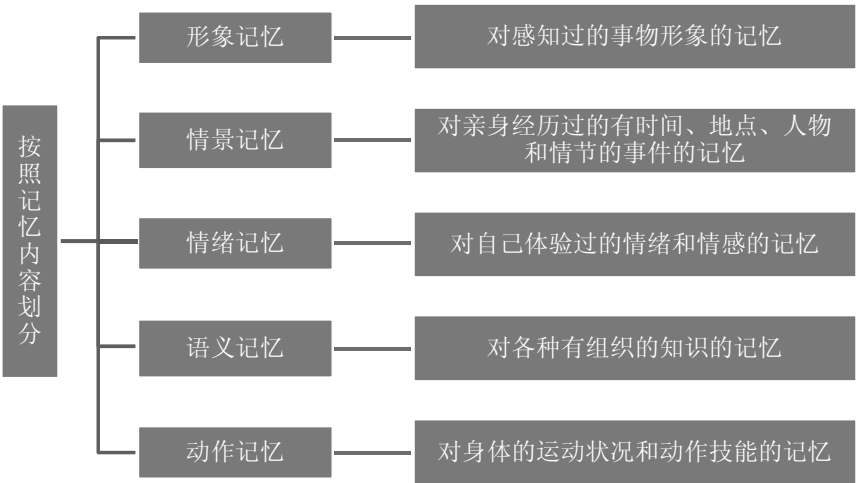 按照记忆内容划分
形象记忆
对感知过的事物形象的记忆
情景记忆
对亲身经历过的有时间、地点、人物
和情节的事件的记忆
情绪记忆
对自己体验过的情绪和情感的记忆
语义记忆
对各种有组织的知识的记忆
动作记忆
对身体的运动状况和动作技能的记忆